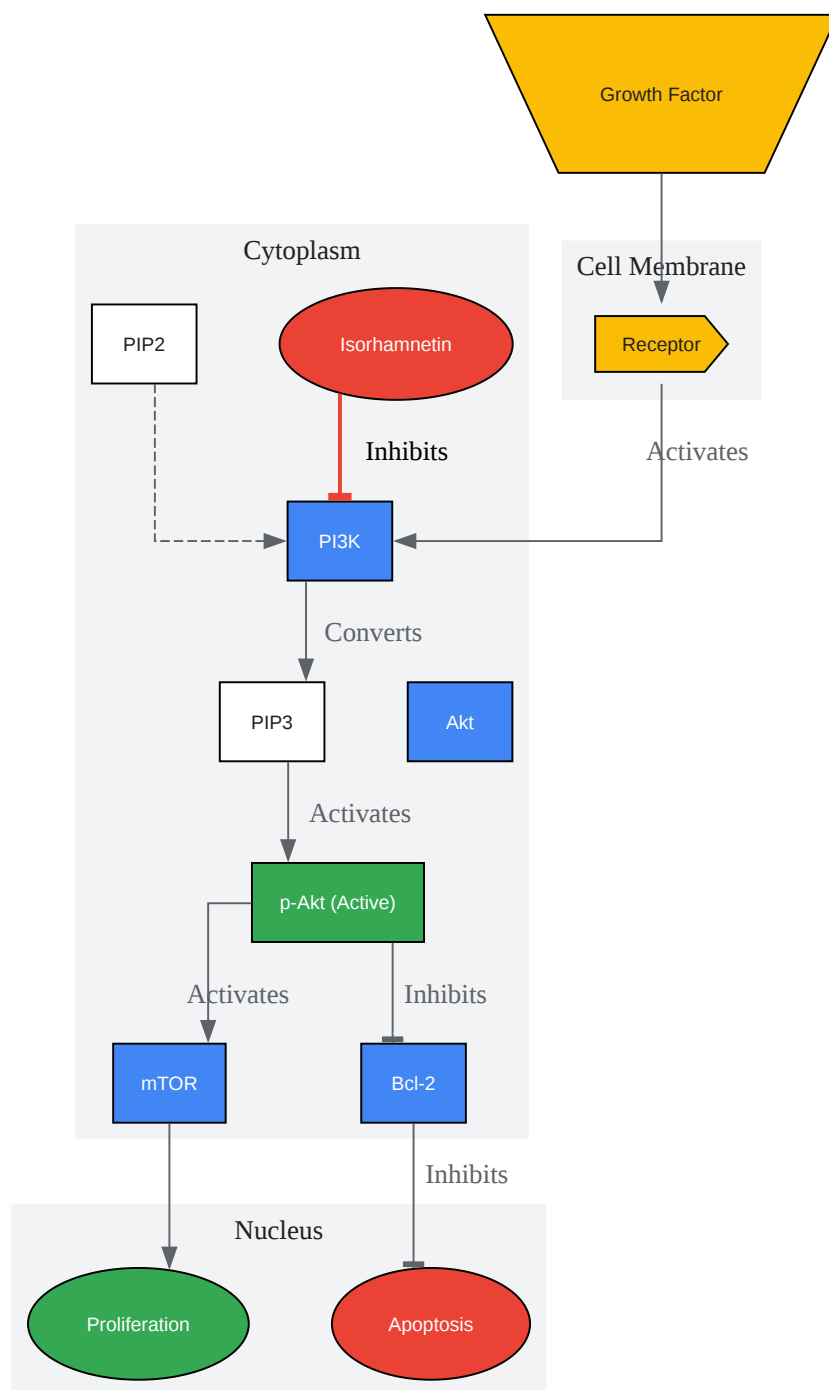 Growth Factor
Cytoplasm
Cell Membrane
PIP2
Isorhamnetin
Receptor
Inhibits
Activates
PI3K
Converts
PIP3
Akt
Activates
p-Akt (Active)
Activates
Inhibits
mTOR
Bcl-2
Inhibits
Nucleus
Proliferation
Apoptosis